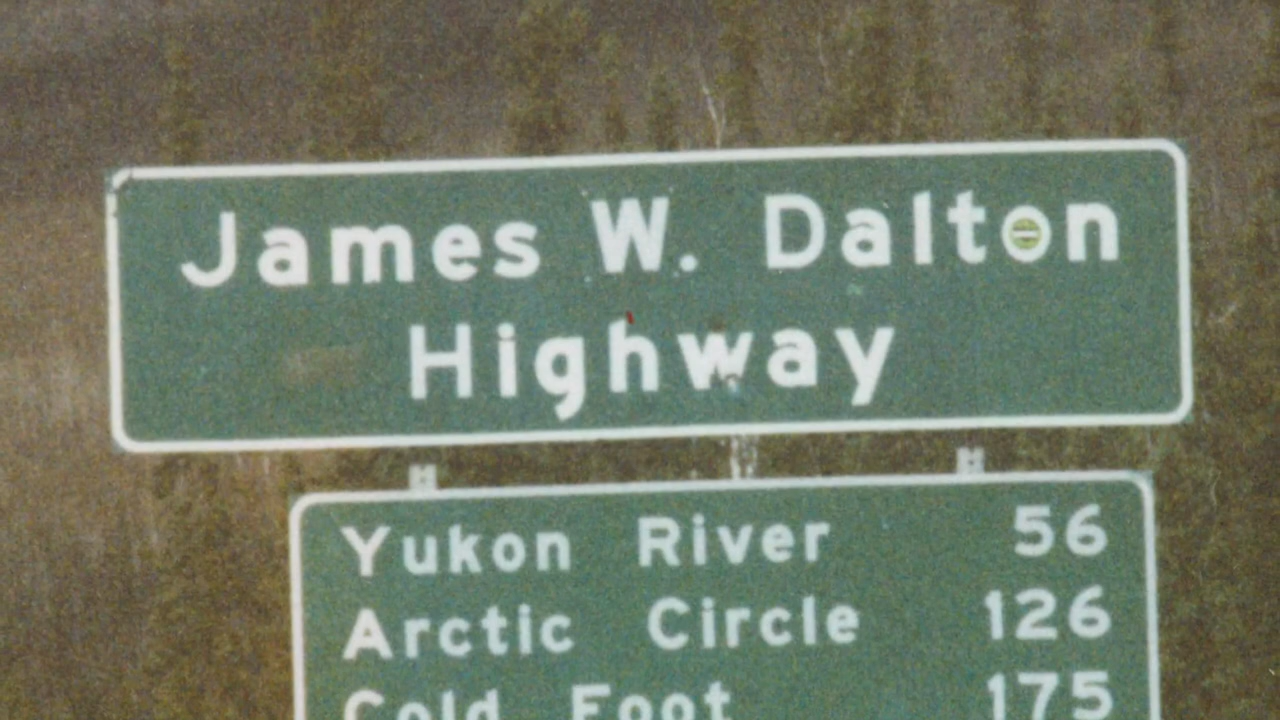 James W. Dalton
Highway
Yukon River 56
Arctic Circle 126
Cold Foot 175